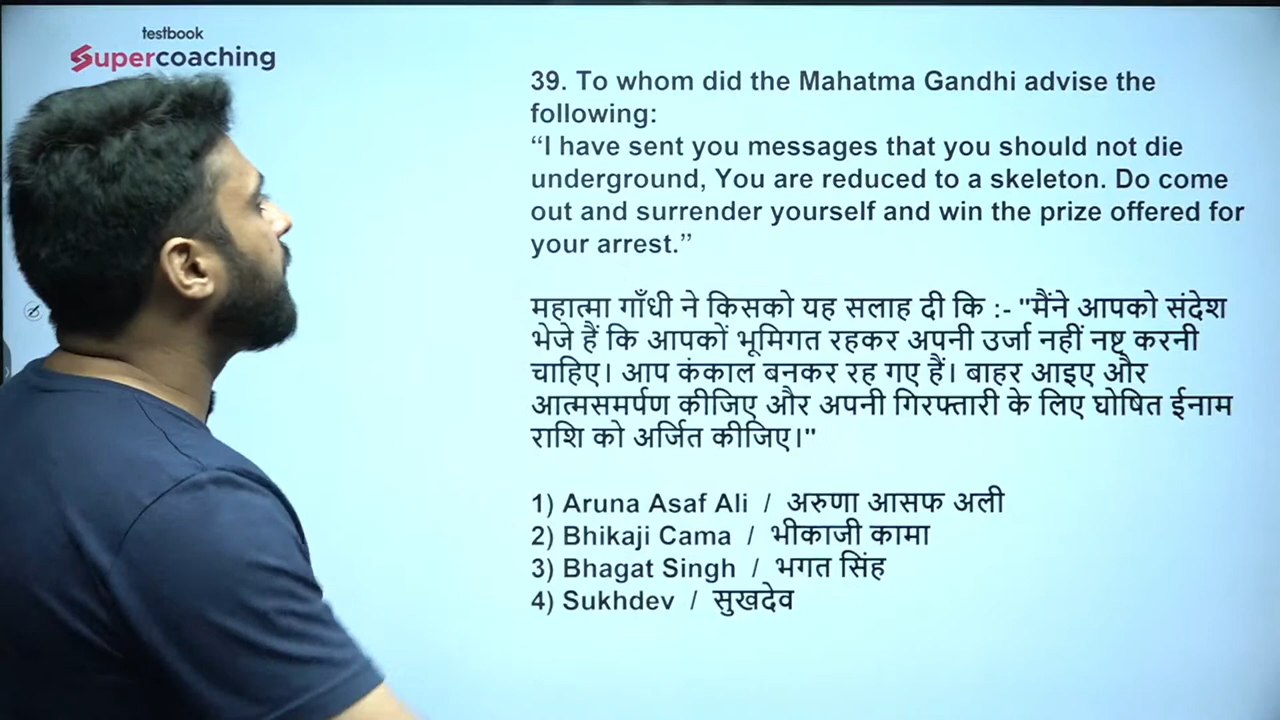 testbook
Supercoaching
39. To whom did the Mahatma Gandhi advise the
following:
“I have sent you messages that you should not die
underground, You are reduced to a skeleton. Do come
out and surrender yourself and win the prize offered for
your arrest.”
महात्मा गाँधी ने किसको यह सलाह दी कि :- "मैंने आपको संदेश
भेजे हैं कि आपकों भूमिगत रहकर अपनी उर्जा नहीं नष्ट करनी
चाहिए। आप कंकाल बनकर रह गए हैं। बाहर आइए और
आत्मसमर्पण कीजिए और अपनी गिरफ्तारी के लिए घोषित ईनाम
राशि को अर्जित कीजिए।"
1) Aruna Asaf Ali / अरुणा आसफ अली
2) Bhikaji Cama / भीकाजी कामा
3) Bhagat Singh / भगत सिंह
4) Sukhdev / सुखदेव